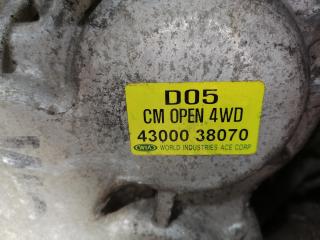 D05
CM OPEN 4WD
43000 38070
WIA WORLD INDUSTRIES ACE CORP